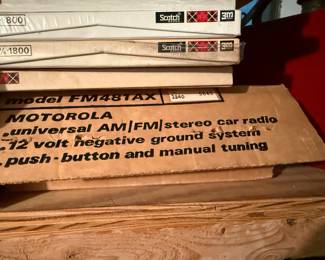 1800
Scotch 3m
1800
Scotch 3m
model FM481AX
MOTOROLA
.universal AM/FM/stereo car radio
.12 volt negative ground system
.push-button and manual tuning